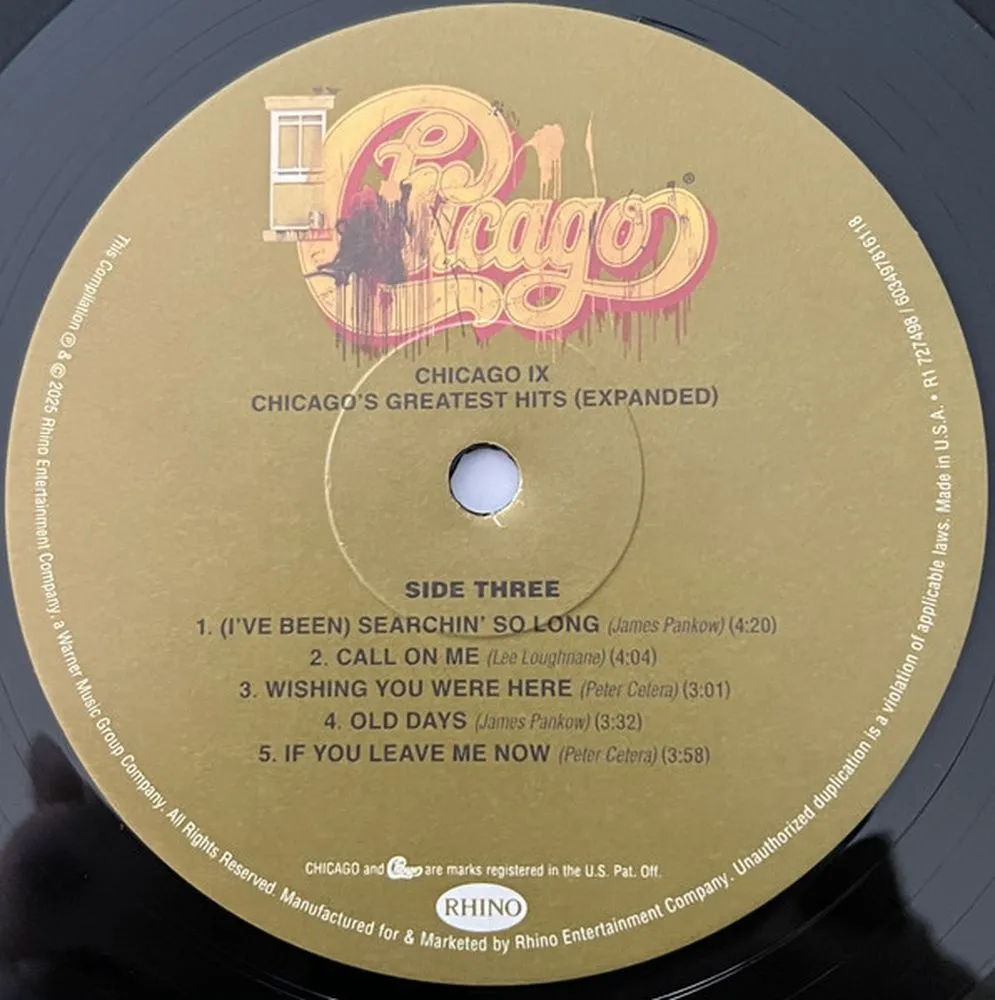 Chicago®
CHICAGO IX
CHICAGO'S GREATEST HITS (EXPANDED)
SIDE THREE
1. (I'VE BEEN) SEARCHIN' SO LONG (James Pankow) (4:20)
2. CALL ON ME (Lee Loughnane) (4:04)
3. WISHING YOU WERE HERE (Peter Cetera) (3:01)
4. OLD DAYS (James Pankow) (3:32)
5. IF YOU LEAVE ME NOW (Peter Cetera) (3:58)
CHICAGO and Chicago are marks registered in the U.S. Pat. Off.
RHINO
This Compilation ℗ & © 2025 Rhino Entertainment Company, a Warner Music Group Company. All Rights Reserved. Manufactured for & Marketed by Rhino Entertainment Company. Unauthorized duplication is a violation of applicable laws. Made in U.S.A. • R1 727498 / 603497816118